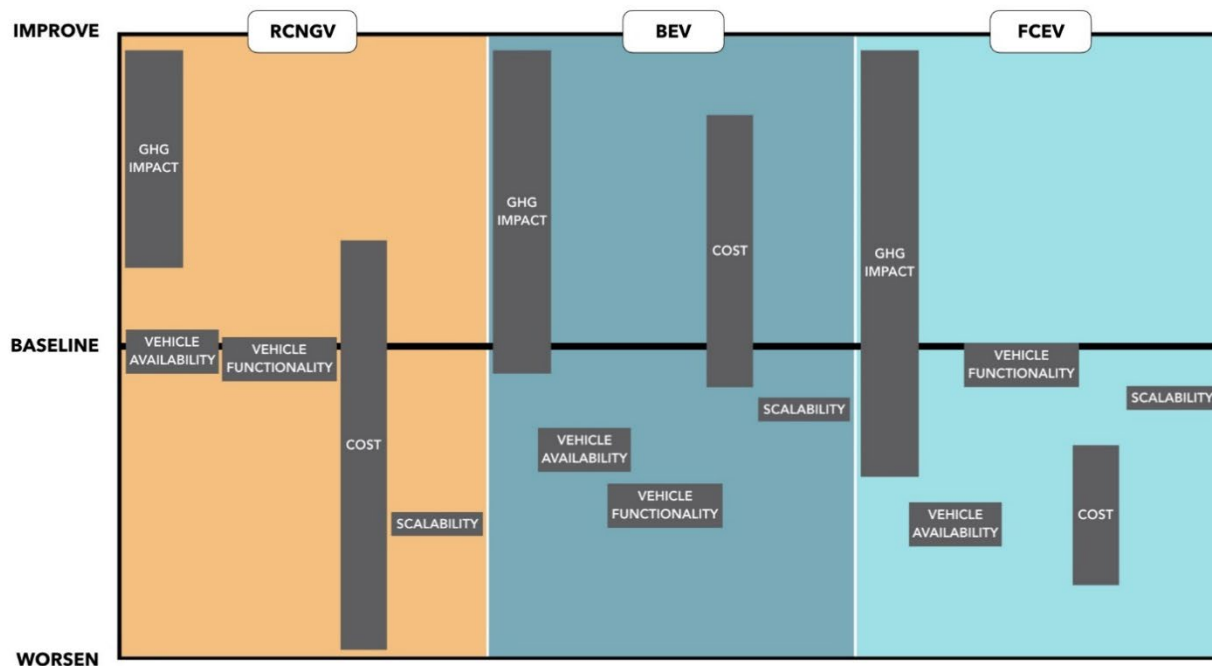 IMPROVE
RCNGV
BEV
FCEV
GHG
IMPACT
VEHICLE
AVAILABILITY
VEHICLE
FUNCTIONALITY
COST
SCALABILITY
GHG
IMPACT
VEHICLE
AVAILABILITY
VEHICLE
FUNCTIONALITY
COST
SCALABILITY
GHG
IMPACT
VEHICLE
AVAILABILITY
VEHICLE
FUNCTIONALITY
COST
SCALABILITY
BASELINE
WORSEN